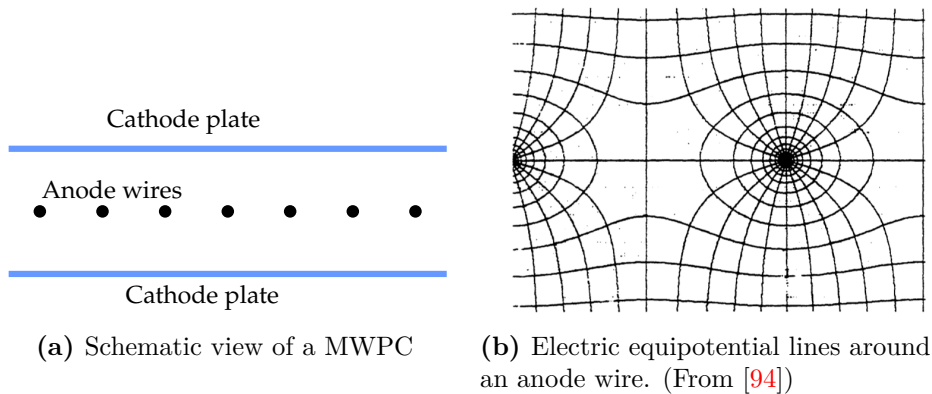 Cathode plate
Anode wires
Cathode plate
(a) Schematic view of a MWPC
(b) Electric equipotential lines around
an anode wire. (From [94])